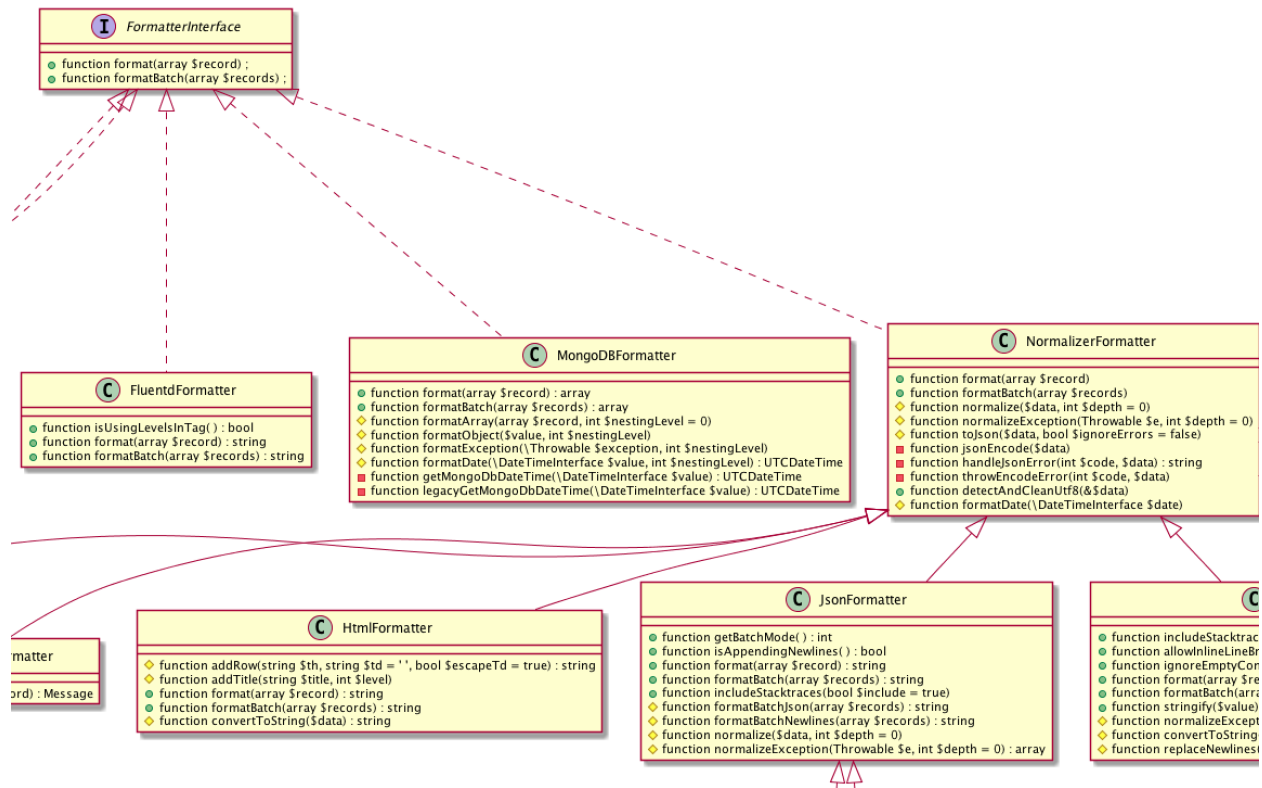 I FormatterInterface
function format(array $record) ;
function formatBatch(array $records) ;
C FluentdFormatter
function isUsingLevelsInTag( ) : bool
function format(array $record) : string
function formatBatch(array $records) : string
C MongoDBFormatter
function format(array $record) : array
function formatBatch(array $records) : array
function formatArray(array $record, int $nestingLevel = 0)
function formatObject($value, int $nestingLevel)
function formatException(\Throwable $exception, int $nestingLevel)
function formatDate(\DateTimeInterface $value, int $nestingLevel) : UTCDateTime
function getMongoDbDateTime(\DateTimeInterface $value) : UTCDateTime
function legacyGetMongoDbDateTime(\DateTimeInterface $value) : UTCDateTime
C NormalizerFormatter
function format(array $record)
function formatBatch(array $records)
function normalize($data, int $depth = 0)
function normalizeException(Throwable $e, int $depth = 0)
function toJson($data, bool $ignoreErrors = false)
function jsonEncode($data)
function handleJsonError(int $code, $data) : string
function throwEncodeError(int $code, $data)
function detectAndCleanUtf8(&$data)
function formatDate(\DateTimeInterface $date)
rmatter
ord) : Message
C HtmlFormatter
function addRow(string $th, string $td = ' ', bool $escapeTd = true) : string
function addTitle(string $title, int $level)
function format(array $record) : string
function formatBatch(array $records) : string
function convertToString($data) : string
C JsonFormatter
function getBatchMode( ) : int
function isAppendingNewlines( ) : bool
function format(array $record) : string
function formatBatch(array $records) : string
function includeStacktraces(bool $include = true)
function formatBatchJson(array $records) : string
function formatBatchNewlines(array $records) : string
function normalize($data, int $depth = 0)
function normalizeException(Throwable $e, int $depth = 0) : array
C
function includeStacktrac
function allowInlineLineBr
function ignoreEmptyCon
function format(array $re
function formatBatch(arra
function stringify($value)
function normalizeExcept
function convertToString(
function replaceNewlines(